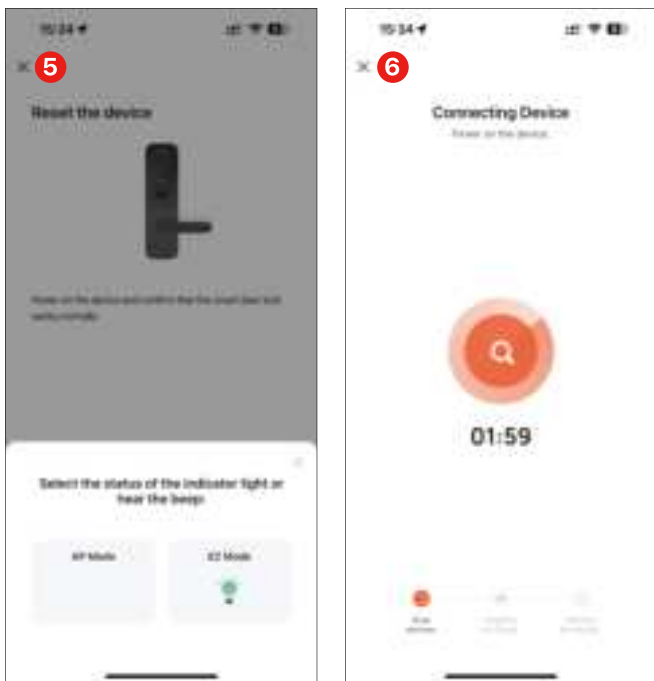 15:34
5
Reset the device
Power on the device and confirm that the smart door lock
works normally
Select the status of the indicator light or
hear the beep:
AP Mode
EZ Mode
15:34
6
Connecting Device
Power on the device.
01:59
Scan
devices